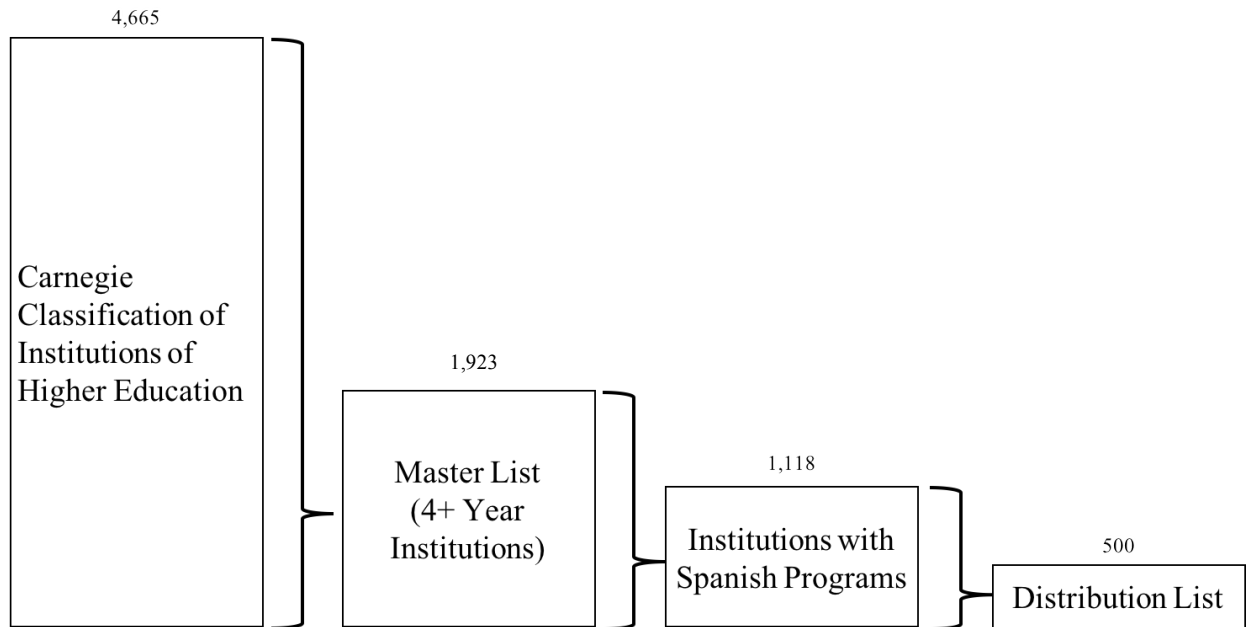 4,665
Carnegie
Classification of
Institutions of
Higher Education
1,923
Master List
(4+ Year
Institutions)
1,118
Institutions with
Spanish Programs
500
Distribution List